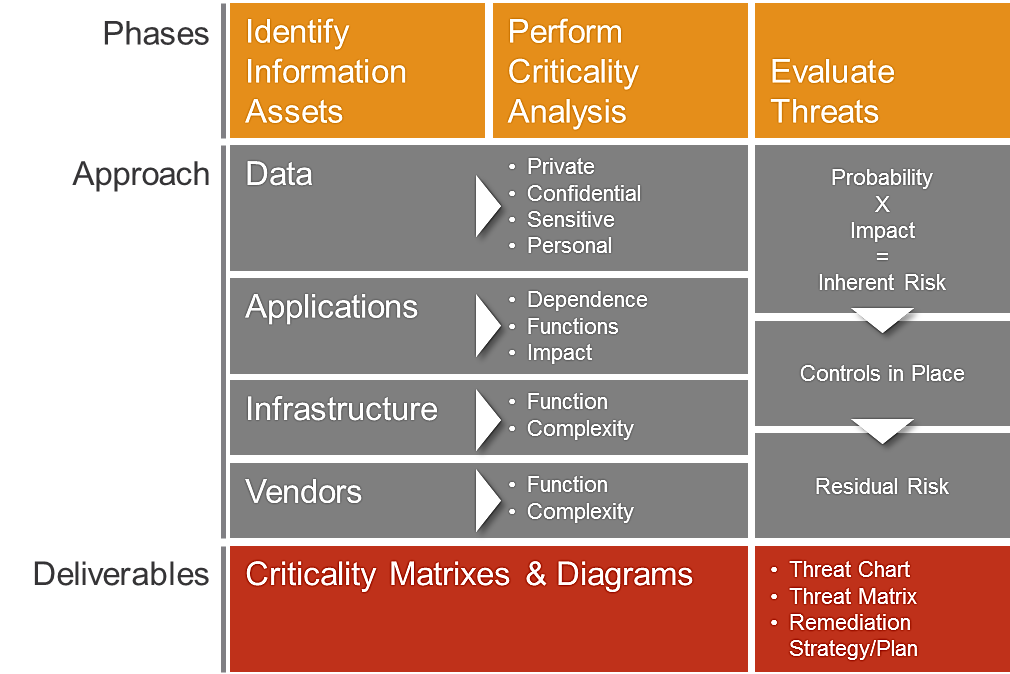 Phases
Identify
Information
Assets
Perform
Criticality
Analysis
Evaluate
Threats
Approach
Data
• Private
• Confidential
• Sensitive
• Personal
Applications
• Dependence
• Functions
• Impact
Infrastructure
• Function
• Complexity
Vendors
• Function
• Complexity
Probability
X
Impact
=
Inherent Risk
Controls in Place
Residual Risk
Deliverables
Criticality Matrixes & Diagrams
• Threat Chart
• Threat Matrix
• Remediation
Strategy/Plan